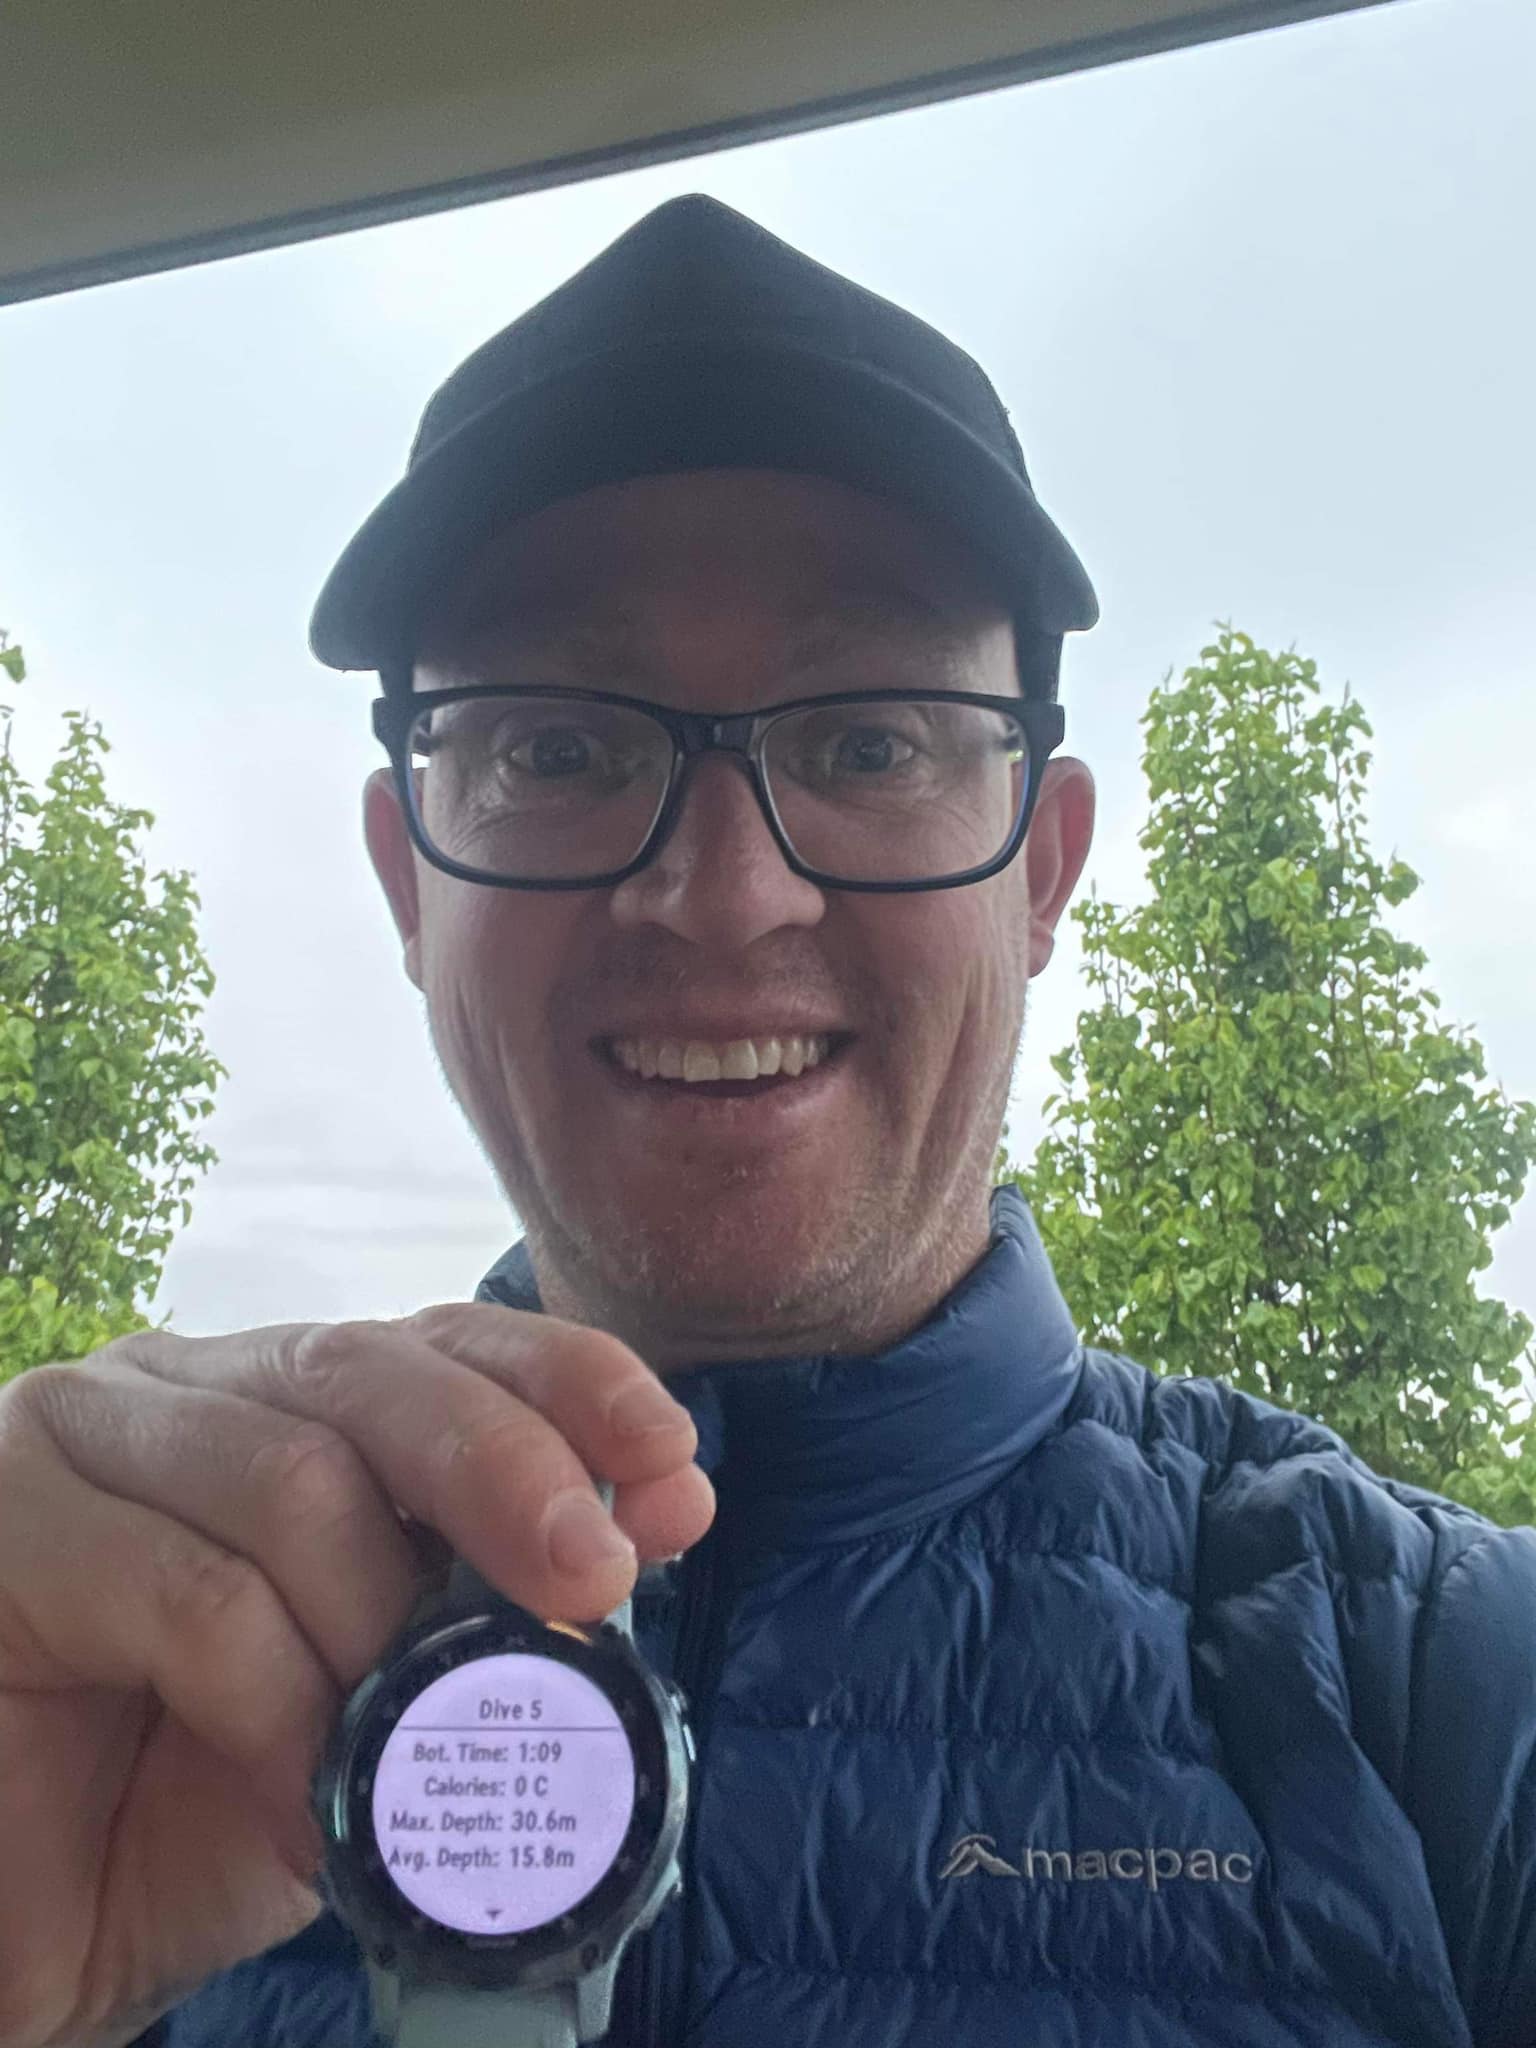 Dive 5
Bot. Time: 1:09
Calories: 0 C
Max. Depth: 30.6m
Avg. Depth: 15.8m
macpac